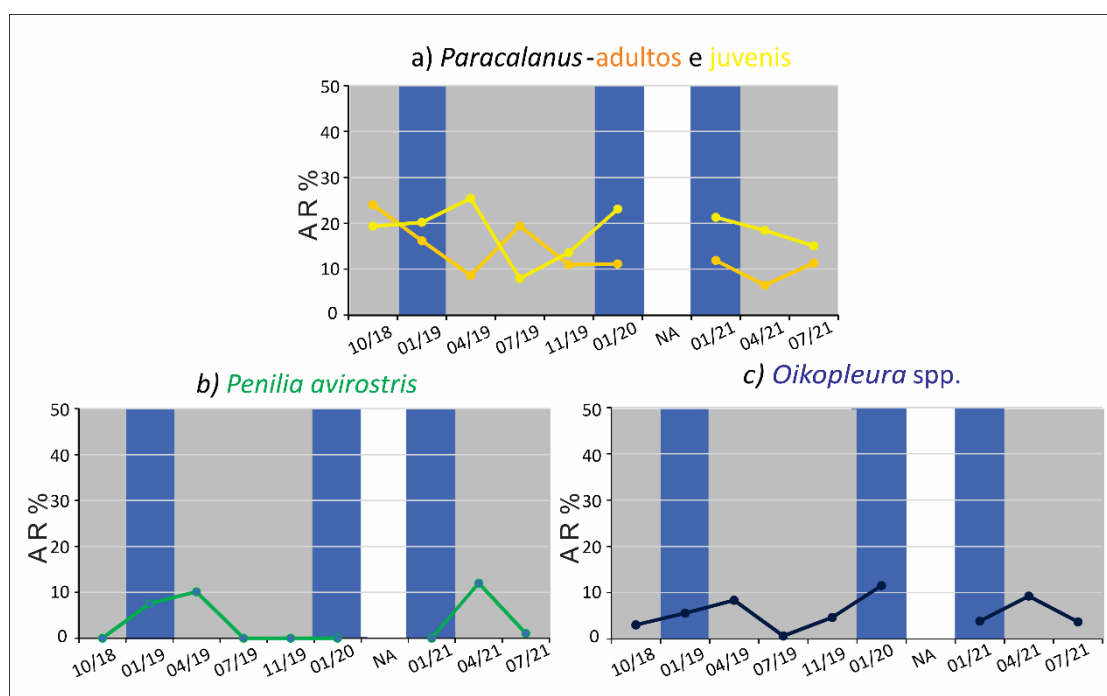 a) Paracalanus-adultos e juvenis
50
40
30
20
10
0
AR %
10/18 01/19 04/19 07/19 11/19 01/20 NA 01/21 04/21 07/21
b) Penilia avirostris
50
40
30
20
10
0
AR %
10/18 01/19 04/19 07/19 11/19 01/20 NA 01/21 04/21 07/21
c) Oikopleura spp.
50
40
30
20
10
0
AR %
10/18 01/19 04/19 07/19 11/19 01/20 NA 01/21 04/21 07/21